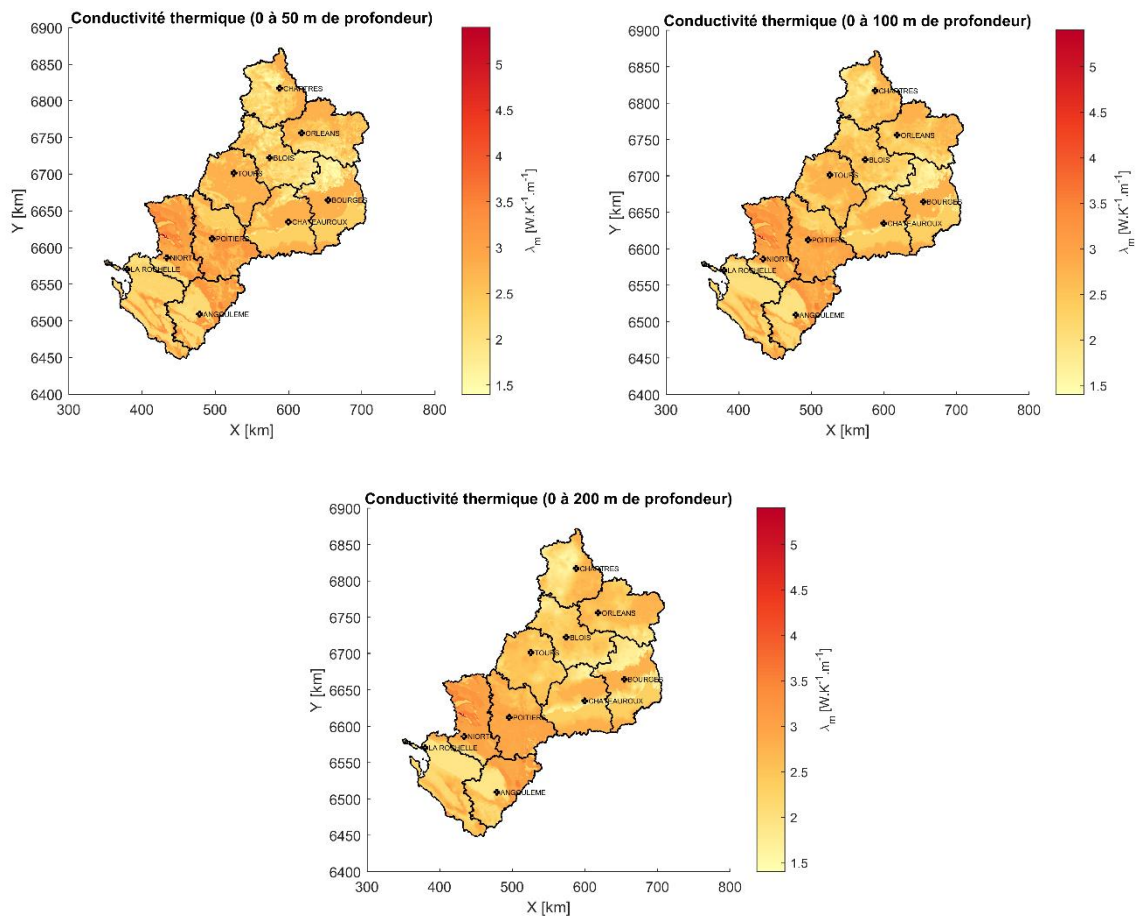 Conductivité thermique (0 à 50 m de profondeur)
6900
6850
6800
6750
6700
6650
6600
6550
6500
6450
6400
Y [km]
300
400
500
600
700
800
X [km]
CHARTRES
ORLEANS
BLOIS
TOURS
BOURGES
CHATEAUROUX
POITIERS
NIORT
LA ROCHELLE
ANGOULEME
5
4.5
4
3.5
3
2.5
2
1.5
λm [W.K-1.m-1]
Conductivité thermique (0 à 100 m de profondeur)
6900
6850
6800
6750
6700
6650
6600
6550
6500
6450
6400
Y [km]
300
400
500
600
700
800
X [km]
CHARTRES
ORLEANS
BLOIS
TOURS
BOURGES
CHATEAUROUX
POITIERS
NIORT
LA ROCHELLE
ANGOULEME
5
4.5
4
3.5
3
2.5
2
1.5
λm [W.K-1.m-1]
Conductivité thermique (0 à 200 m de profondeur)
6900
6850
6800
6750
6700
6650
6600
6550
6500
6450
6400
Y [km]
300
400
500
600
700
800
X [km]
CHARTRES
ORLEANS
BLOIS
TOURS
BOURGES
CHATEAUROUX
POITIERS
NIORT
LA ROCHELLE
ANGOULEME
5
4.5
4
3.5
3
2.5
2
1.5
λm [W.K-1.m-1]